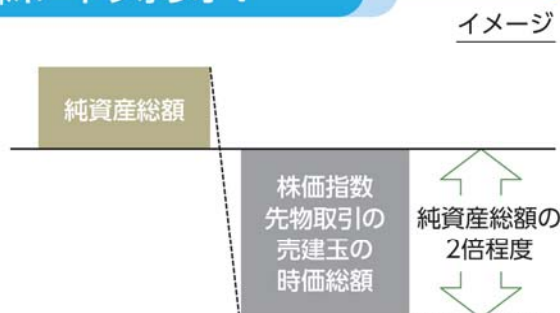 イメージ
純資産総額
株価指数
先物取引の
売建玉の
時価総額
純資産総額の
2倍程度